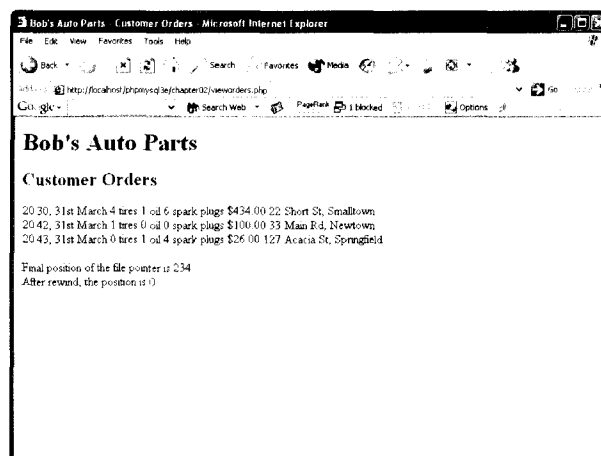 Bob's Auto Parts - Customer Orders - Microsoft Internet Explorer
File Edit View Favorites Tools Help
Back Search Favorites Media
http://localhost/phpmysql3e/chapter02/vieworders.php Go
Google Search Web PageRank 1 blocked Options
Bob's Auto Parts
Customer Orders
20:30, 31st March 4 tires 1 oil 6 spark plugs $434.00 22 Short St, Smalltown
20:42, 31st March 1 tires 0 oil 0 spark plugs $100.00 33 Main Rd, Newtown
20:43, 31st March 0 tires 1 oil 4 spark plugs $26.00 127 Acacia St, Springfield
Final position of the file pointer is 234
After rewind, the position is 0